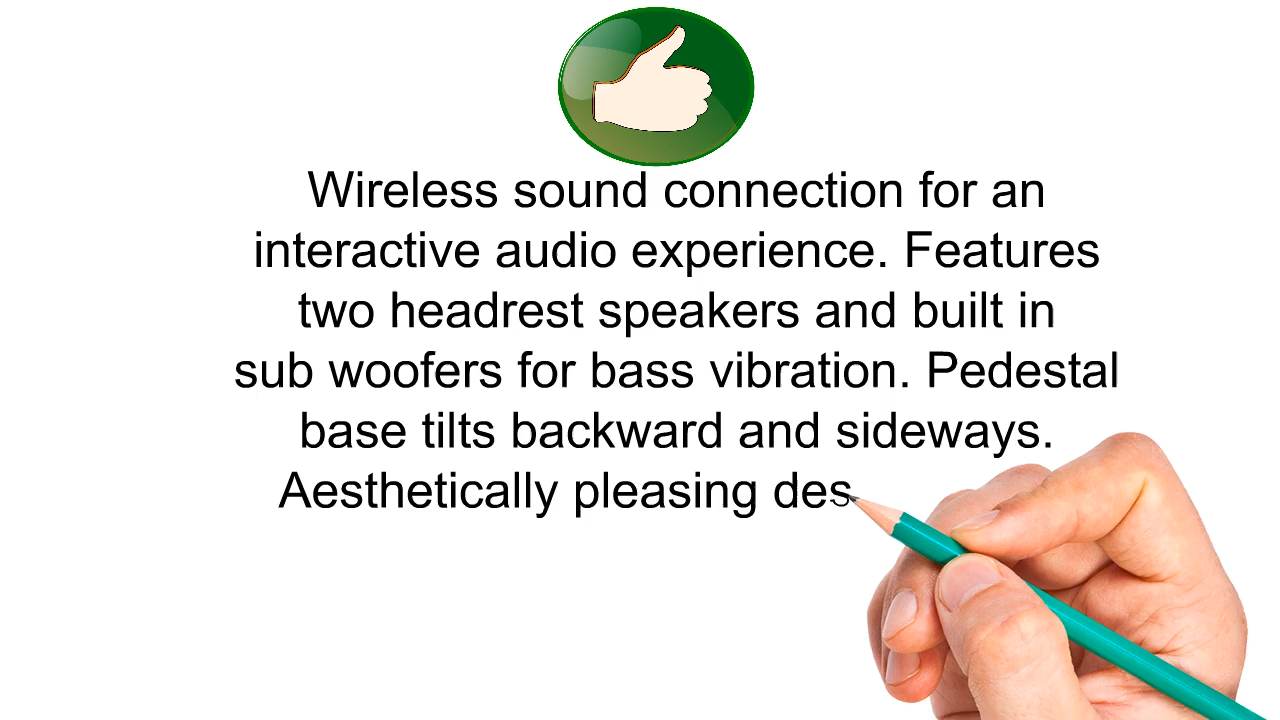 Wireless sound connection for an
interactive audio experience. Features
two headrest speakers and built in
sub woofers for bass vibration. Pedestal
base tilts backward and sideways.
Aesthetically pleasing des